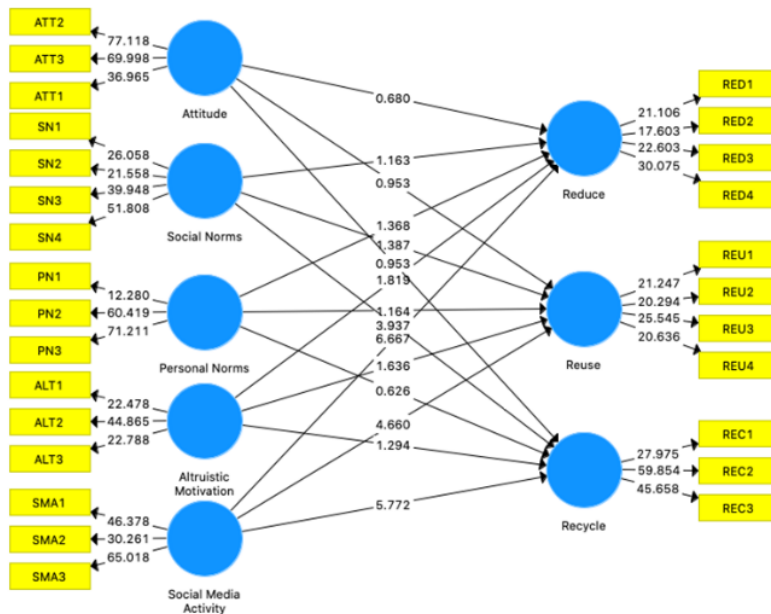 ATT2
77.118
ATT3
69.998
ATT1
36.965
Attitude
SN1
26.058
SN2
21.558
SN3
39.948
SN4
51.808
Social Norms
PN1
12.280
PN2
60.419
PN3
71.211
Personal Norms
ALT1
22.478
ALT2
44.865
ALT3
22.788
Altruistic
Motivation
SMA1
46.378
SMA2
30.261
SMA3
65.018
Social Media
Activity
0.680
1.163
0.953
1.368
1.387
0.953
1.819
1.164
3.937
6.667
1.636
0.626
4.660
1.294
5.772
Reduce
21.106
RED1
17.603
RED2
22.603
RED3
30.075
RED4
Reuse
21.247
REU1
20.294
REU2
25.545
REU3
20.636
REU4
Recycle
27.975
REC1
59.854
REC2
45.658
REC3